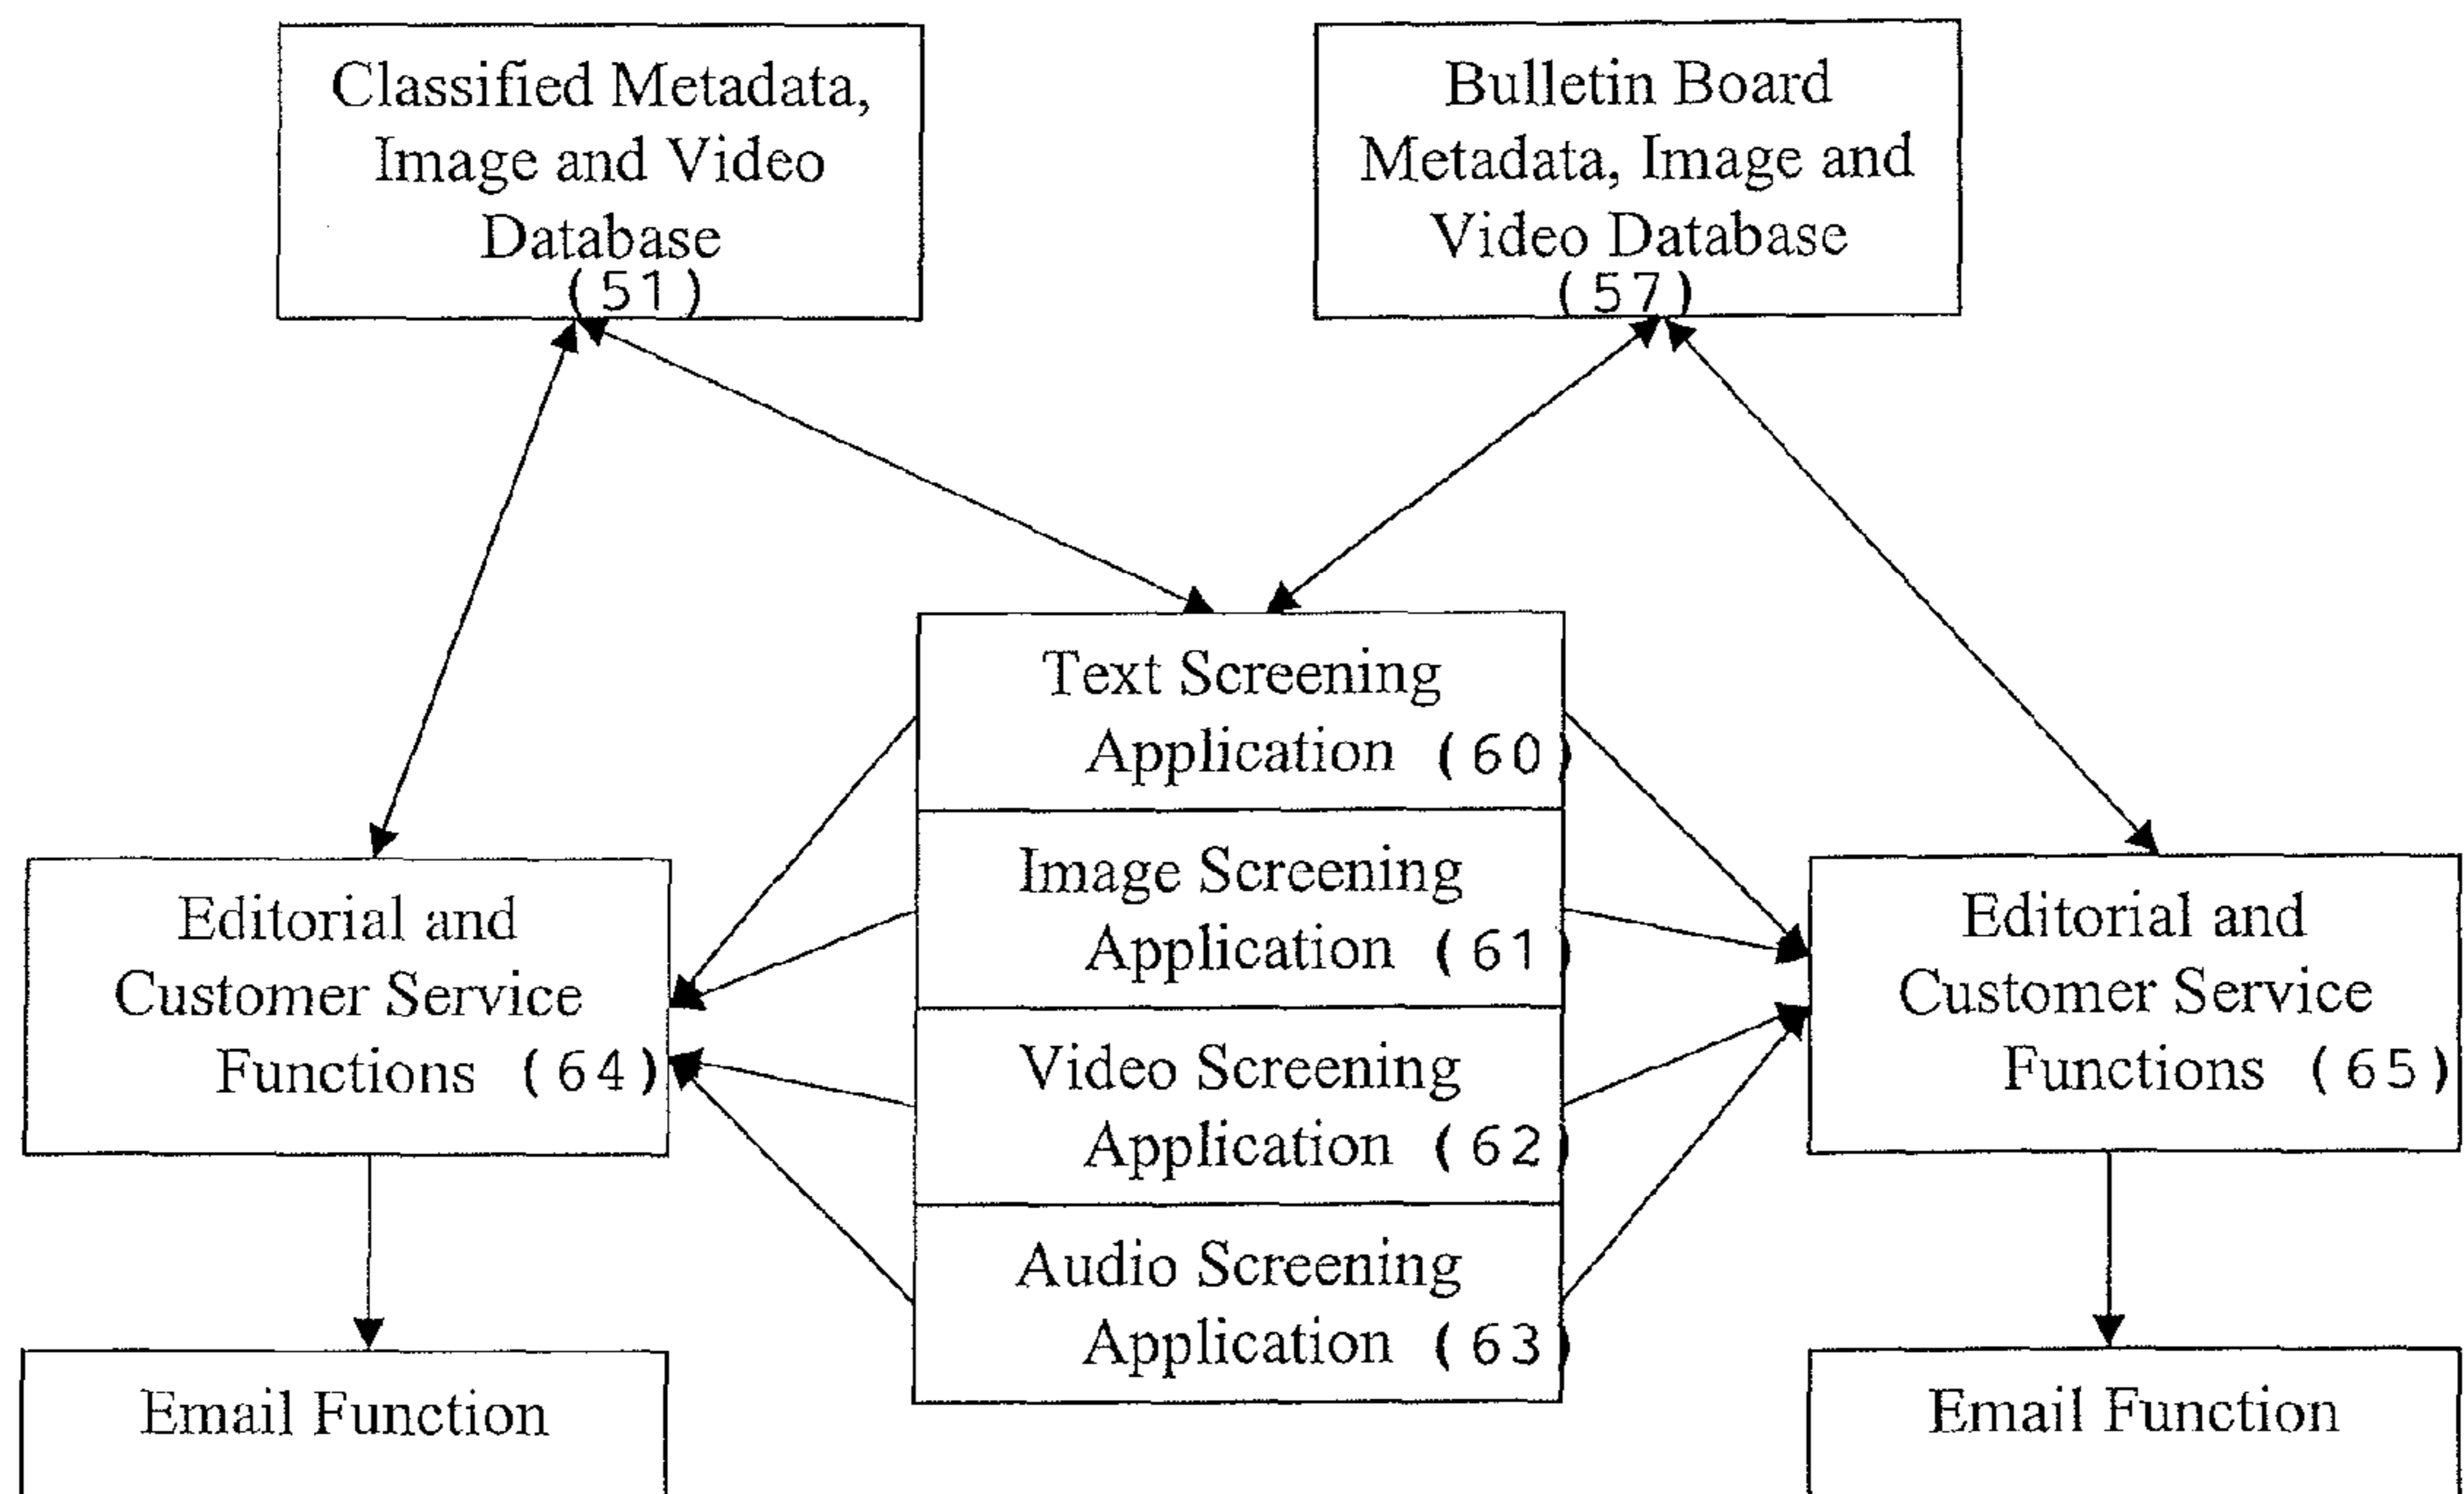 Classified Metadata,
Image and Video
Database
(51)
Bulletin Board
Metadata, Image and
Video Database
(57)
Text Screening
Application (60)
Image Screening
Application (61)
Video Screening
Application (62)
Audio Screening
Application (63)
Editorial and
Customer Service
Functions (64)
Editorial and
Customer Service
Functions (65)
Email Function
Email Function